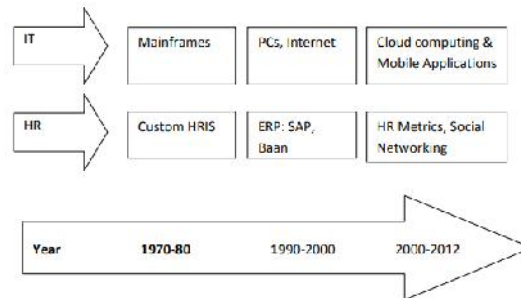 IT
Mainframes
PCs, Internet
Cloud computing &
Mobile Applications
HR
Custom HRIS
ERP: SAP,
Baan
HR Metrics, Social
Networking
Year
1970-80
1990-2000
2000-2012